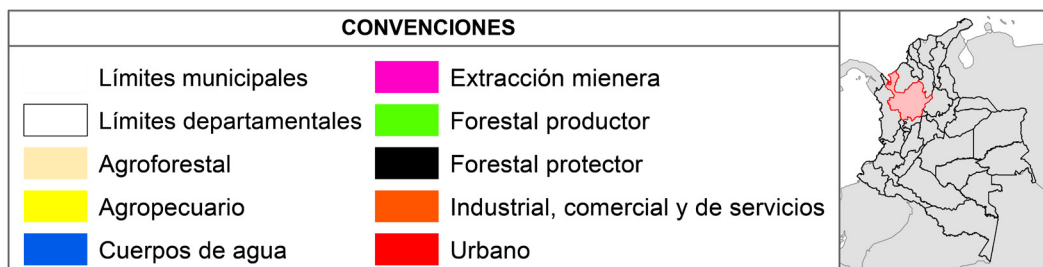 CONVENCIONES
Límites municipales
Límites departamentales
Agroforestal
Agropecuario
Cuerpos de agua
Extracción mienera
Forestal productor
Forestal protector
Industrial, comercial y de servicios
Urbano